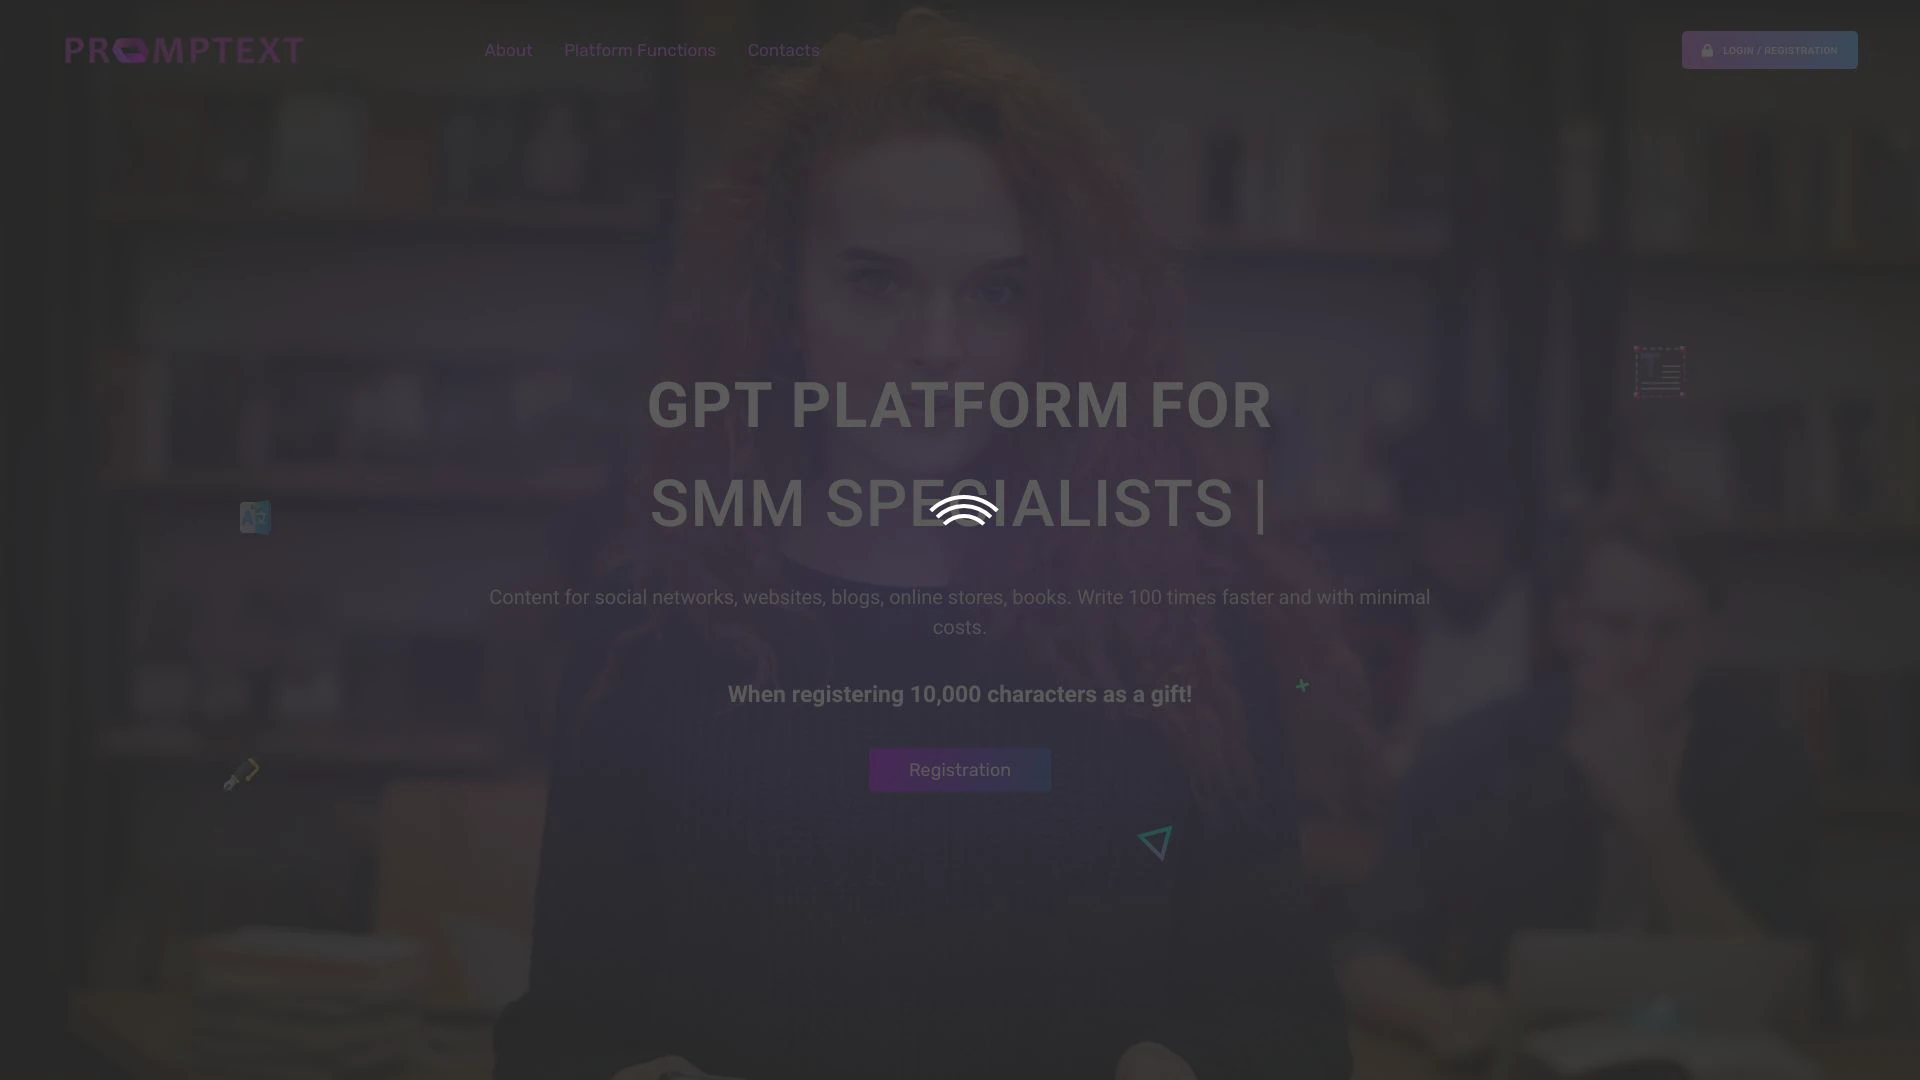 PROMPTEXT
About
Platform Functions
Contacts
LOGIN / REGISTRATION
GPT PLATFORM FOR
SMM SPECIALISTS |
Content for social networks, websites, blogs, online stores, books. Write 100 times faster and with minimal
costs.
When registering 10,000 characters as a gift!
Registration